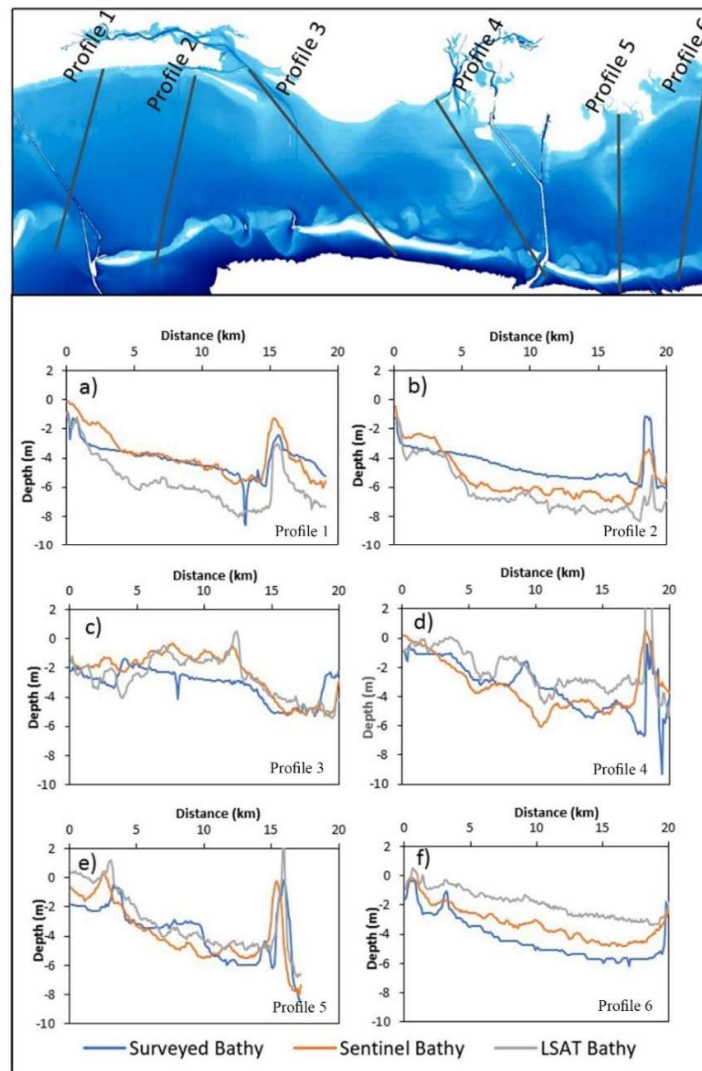 Profile 1
Profile 2
Profile 3
Profile 4
Profile 5
Profile 6
Distance (km)
0 5 10 15 20
2
0
-2
-4
-6
-8
-10
Depth (m)
a)
Profile 1
Distance (km)
0 5 10 15 20
2
0
-2
-4
-6
-8
-10
Depth (m)
b)
Profile 2
Distance (km)
0 5 10 15 20
2
0
-2
-4
-6
-8
-10
Depth (m)
c)
Profile 3
Distance (km)
0 5 10 15 20
2
0
-2
-4
-6
-8
-10
Depth (m)
d)
Profile 4
Distance (km)
0 5 10 15 20
2
0
-2
-4
-6
-8
-10
Depth (m)
e)
Profile 5
Distance (km)
0 5 10 15 20
2
0
-2
-4
-6
-8
-10
Depth (m)
f)
Profile 6
Surveyed Bathy Sentinel Bathy LSAT Bathy